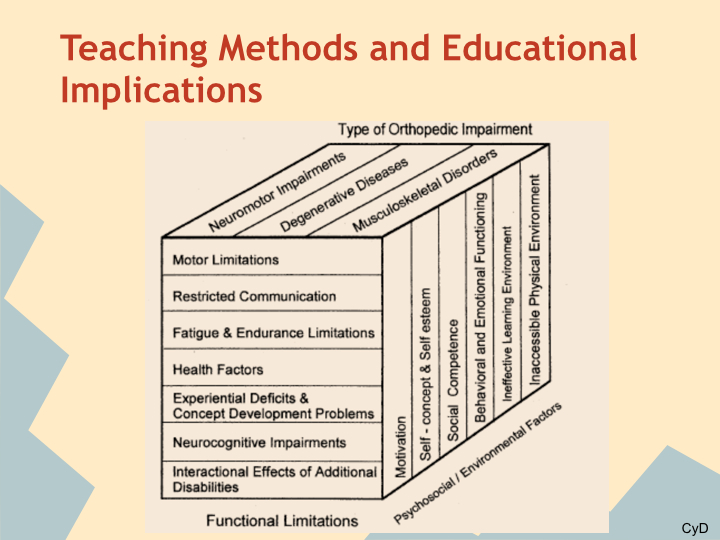 Teaching Methods and Educational
Implications
Type of Orthopedic Impairment
Neuromotor Impairments
Degenerative Diseases
Musculoskeletal Disorders
Motor Limitations
Restricted Communication
Fatigue & Endurance Limitations
Health Factors
Experiential Deficits &
Concept Development Problems
Neurocognitive Impairments
Interactional Effects of Additional
Disabilities
Functional Limitations
Motivation
Self - concept & Self esteem
Social Competence
Behavioral and Emotional Functioning
Ineffective Learning Environment
Inaccessible Physical Environment
Psychosocial / Environmental Factors
CyD